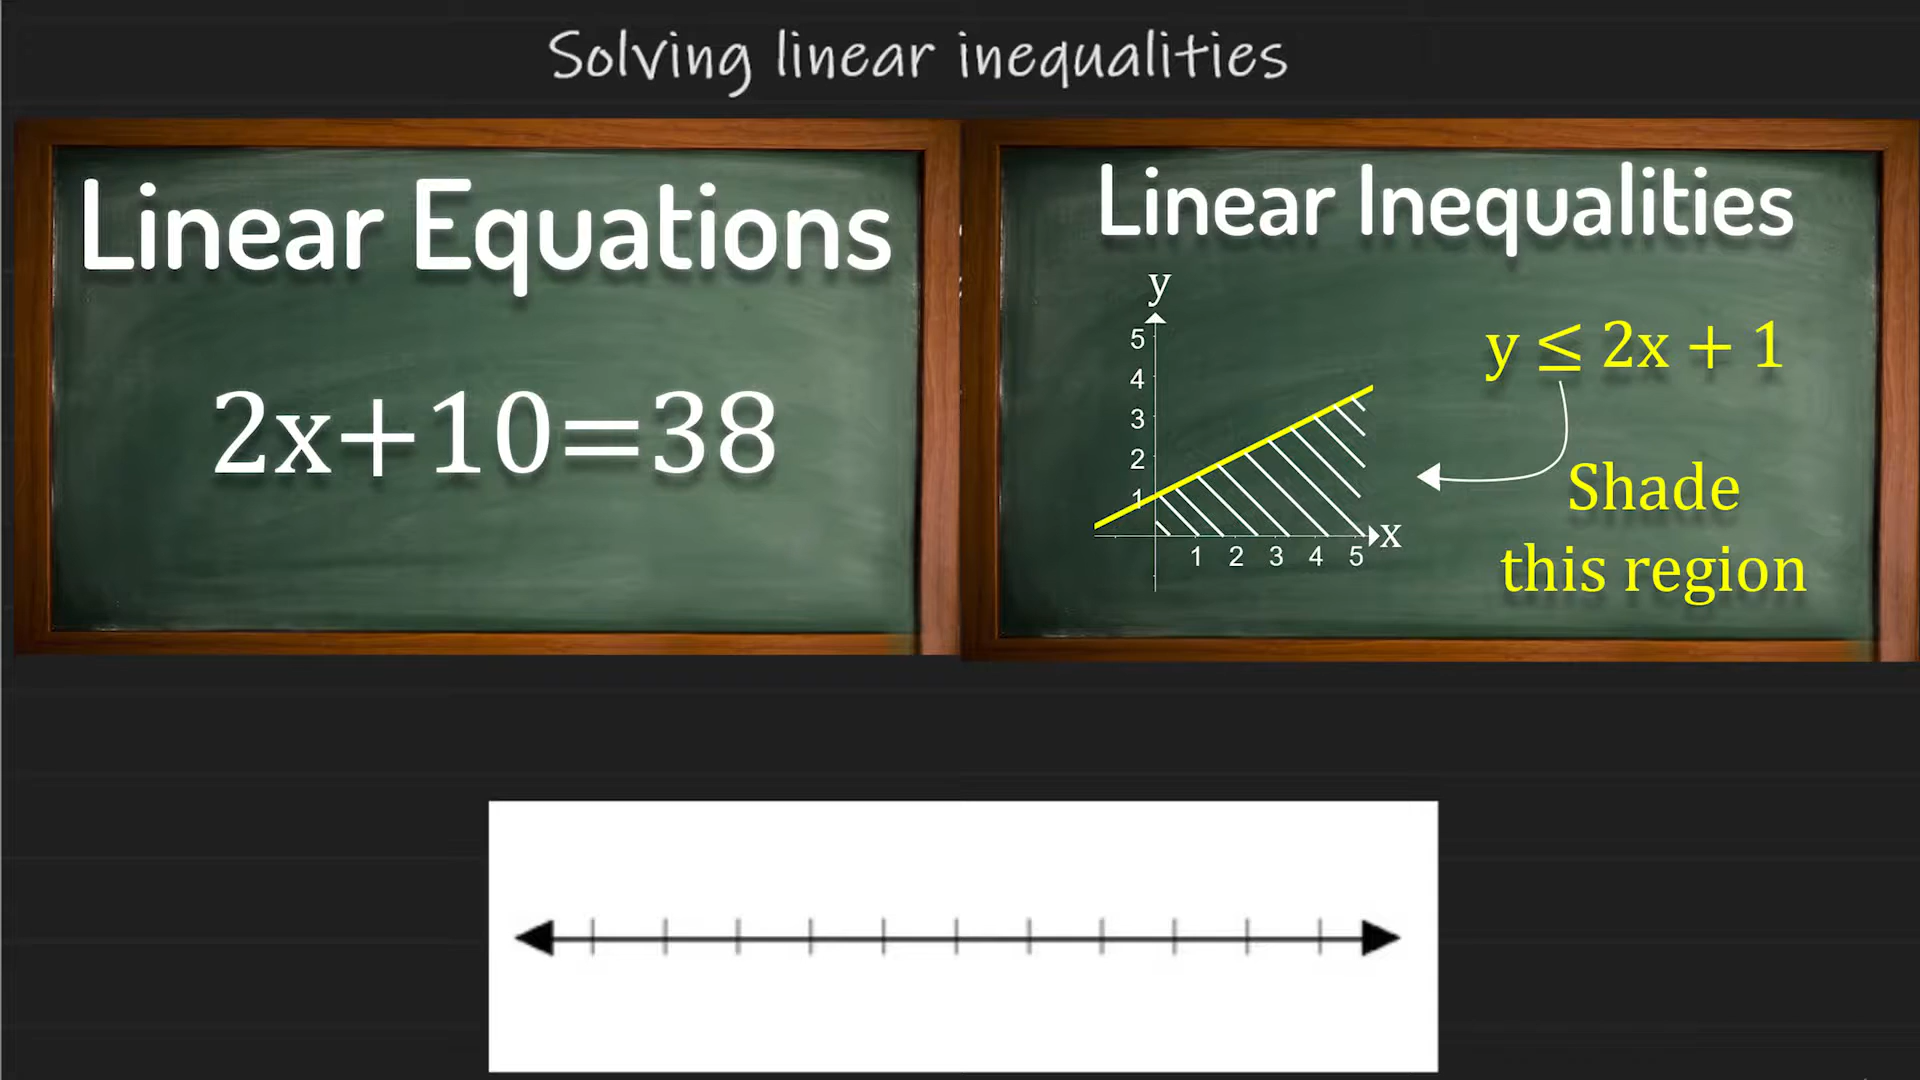 Solving linear inequalities
Linear Equations
2x+10=38
Linear Inequalities
y
5
4
3
2
1
x
1 2 3 4 5
y ≤ 2x + 1
Shade
this region